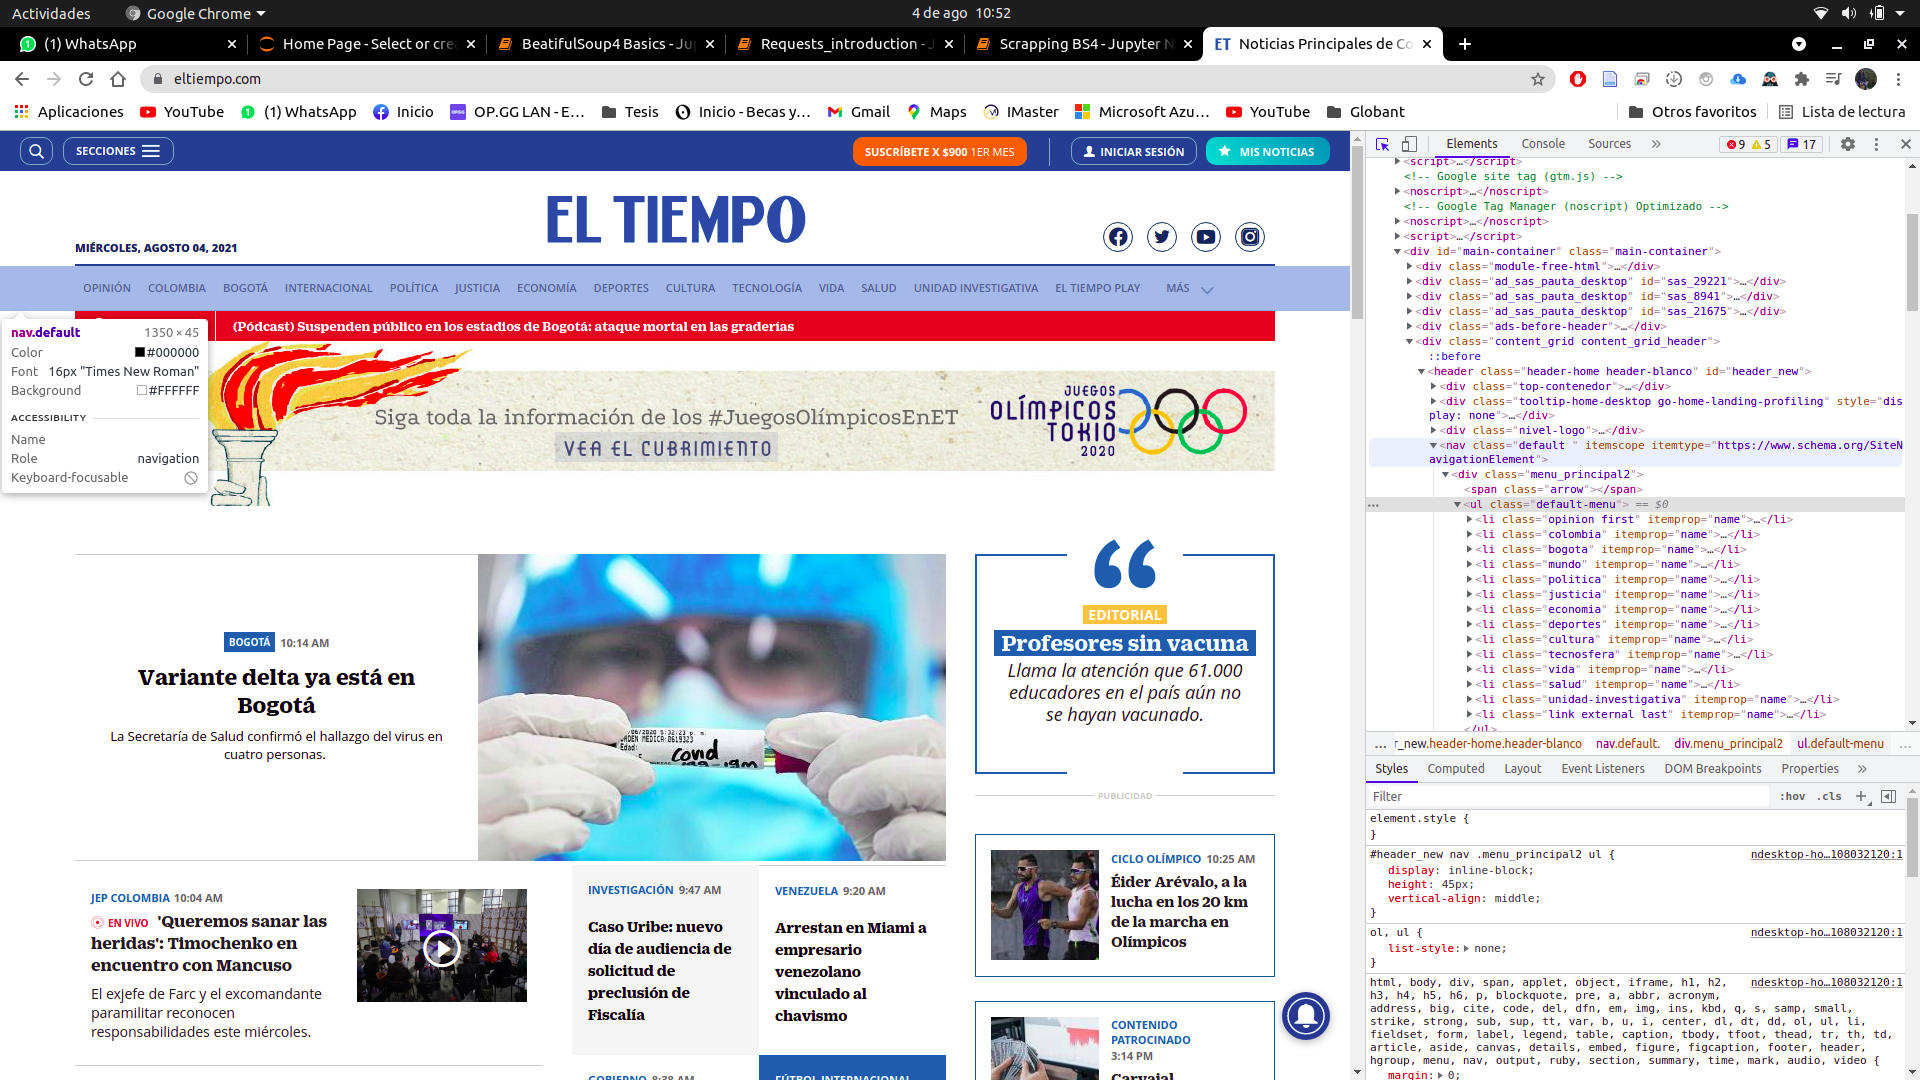 Actividades
Google Chrome
4 de ago 10:52
(1) WhatsApp
Home Page - Select or cre
BeatifulSoup4 Basics - Ju
Requests_introduction - J
Scrapping BS4 - Jupyter N
ET Noticias Principales de Co
eltiempo.com
Aplicaciones
YouTube
(1) WhatsApp
Inicio
OP.GG LAN - E...
Tesis
Inicio - Becas y...
Gmail
Maps
IMaster
Microsoft Azu...
YouTube
Globant
Otros favoritos
Lista de lectura
SECCIONES
SUSCRÍBETE X $900 1ER MES
INICIAR SESIÓN
MIS NOTICIAS
EL TIEMPO
MIÉRCOLES, AGOSTO 04, 2021
OPINIÓN COLOMBIA BOGOTÁ INTERNACIONAL POLÍTICA JUSTICIA ECONOMÍA DEPORTES CULTURA TECNOLOGÍA VIDA SALUD UNIDAD INVESTIGATIVA EL TIEMPO PLAY MÁS
(Pódcast) Suspenden público en los estadios de Bogotá: ataque mortal en las graderías
nav.default 1350 × 45
Color #000000
Font 16px "Times New Roman"
Background #FFFFFF
ACCESSIBILITY
Name
Role navigation
Keyboard-focusable
Siga toda la información de los #JuegosOlímpicosEnET
VEA EL CUBRIMIENTO
JUEGOS
OLÍMPICOS
TOKIO
2020
BOGOTÁ 10:14 AM
Variante delta ya está en
Bogotá
La Secretaría de Salud confirmó el hallazgo del virus en
cuatro personas.
covid
EDITORIAL
Profesores sin vacuna
Llama la atención que 61.000
educadores en el país aún no
se hayan vacunado.
PUBLICIDAD
JEP COLOMBIA 10:04 AM
EN VIVO 'Queremos sanar las
heridas': Timochenko en
encuentro con Mancuso
El exjefe de Farc y el excomandante
paramilitar reconocen
responsabilidades este miércoles.
INVESTIGACIÓN 9:47 AM
Caso Uribe: nuevo
día de audiencia de
solicitud de
preclusión de
Fiscalía
VENEZUELA 9:20 AM
Arrestan en Miami a
empresario
venezolano
vinculado al
chavismo
GOBIERNO 8:38 AM
FÚTBOL INTERNACIONAL
CICLO OLÍMPICO 10:25 AM
Éider Arévalo, a la
lucha en los 20 km
de la marcha en
Olímpicos
CONTENIDO
PATROCINADO
3:14 PM
Carvajal
Elements Console Sources » 9 5 17
<script>…</script>
<!-- Google site tag (gtm.js) -->
<noscript>…</noscript>
<!-- Google Tag Manager (noscript) Optimizado -->
<noscript>…</noscript>
<script>…</script>
<div id="main-container" class="main-container">
<div class="module-free-html">…</div>
<div class="ad_sas_pauta_desktop" id="sas_29221">…</div>
<div class="ad_sas_pauta_desktop" id="sas_8941">…</div>
<div class="ad_sas_pauta_desktop" id="sas_21675">…</div>
<div class="ads-before-header">…</div>
<div class="content_grid content_grid_header">
::before
<header class="header-home header-blanco" id="header_new">
<div class="top-contenedor">…</div>
<div class="tooltip-home-desktop go-home-landing-profiling" style="dis
play: none">…</div>
<div class="nivel-logo">…</div>
<nav class="default " itemscope itemtype="https://www.schema.org/SiteN
avigationElement">
<div class="menu_principal2">
<span class="arrow"></span>
<ul class="default-menu"> == $0
<li class="opinion first" itemprop="name">…</li>
<li class="colombia" itemprop="name">…</li>
<li class="bogota" itemprop="name">…</li>
<li class="mundo" itemprop="name">…</li>
<li class="politica" itemprop="name">…</li>
<li class="justicia" itemprop="name">…</li>
<li class="economia" itemprop="name">…</li>
<li class="deportes" itemprop="name">…</li>
<li class="cultura" itemprop="name">…</li>
<li class="tecnosfera" itemprop="name">…</li>
<li class="vida" itemprop="name">…</li>
<li class="salud" itemprop="name">…</li>
<li class="unidad-investigativa" itemprop="name">…</li>
<li class="link external last" itemprop="name">…</li>
</ul>
... r_new.header-home.header-blanco nav.default. div.menu_principal2 ul.default-menu ...
Styles Computed Layout Event Listeners DOM Breakpoints Properties »
Filter :hov .cls +
element.style {
}
#header_new nav .menu_principal2 ul { ndesktop-ho…108032120:1
display: inline-block;
height: 45px;
vertical-align: middle;
}
ol, ul { ndesktop-ho…108032120:1
list-style: none;
}
html, body, div, span, applet, object, iframe, h1, h2, ndesktop-ho…108032120:1
h3, h4, h5, h6, p, blockquote, pre, a, abbr, acronym,
address, big, cite, code, del, dfn, em, img, ins, kbd, q, s, samp, small,
strike, strong, sub, sup, tt, var, b, u, i, center, dl, dt, dd, ol, ul, li,
fieldset, form, label, legend, table, caption, tbody, tfoot, thead, tr, th, td,
article, aside, canvas, details, embed, figure, figcaption, footer, header,
hgroup, menu, nav, output, ruby, section, summary, time, mark, audio, video {
margin: 0;